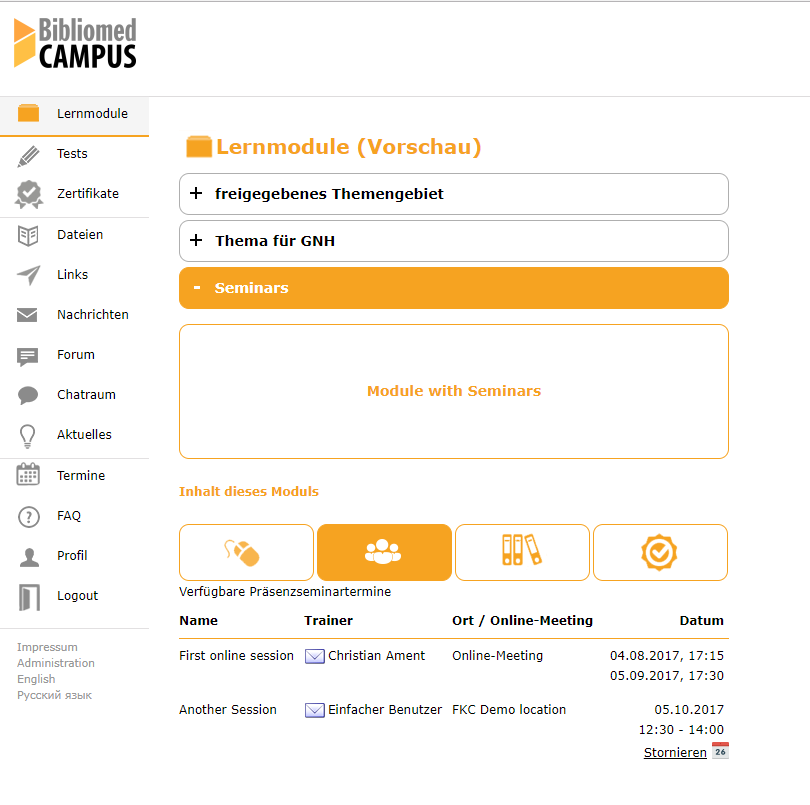 Bibliomed
CAMPUS
Lernmodule
Tests
Zertifikate
Dateien
Links
Nachrichten
Forum
Chatraum
Aktuelles
Termine
FAQ
Profil
Logout
Impressum
Administration
English
Русский язык
Lernmodule (Vorschau)
+ freigegebenes Themengebiet
+ Thema für GNH
- Seminars
Module with Seminars
Inhalt dieses Moduls
Verfügbare Präsenzseminartermine
Name Trainer Ort / Online-Meeting Datum
First online session Christian Ament Online-Meeting 04.08.2017, 17:15
05.09.2017, 17:30
Another Session Einfacher Benutzer FKC Demo location 05.10.2017
12:30 - 14:00
Stornieren 26